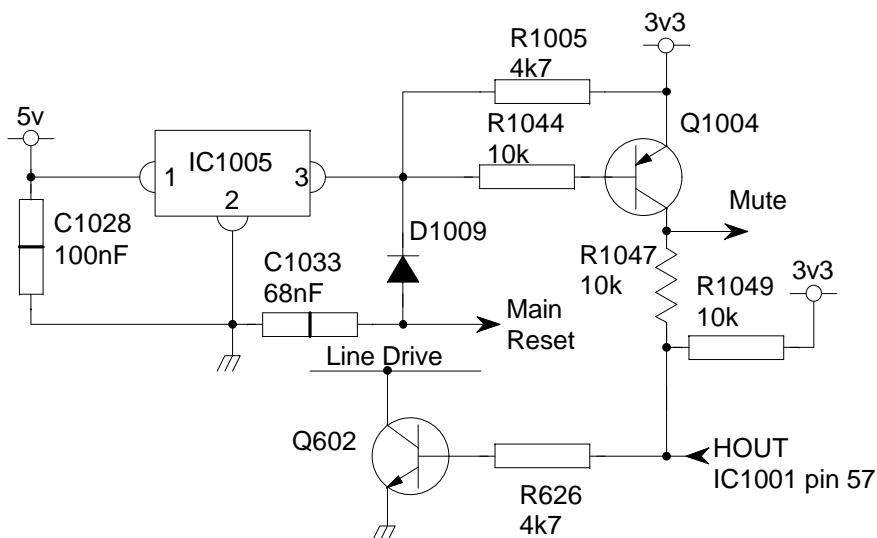 R1005
4k7
3v3
5v
R1044
10k
Q1004
IC1005
1
3
2
C1028
100nF
D1009
Mute
C1033
68nF
R1047
10k
3v3
R1049
10k
Main
Reset
Line Drive
Q602
HOUT
IC1001 pin 57
R626
4k7